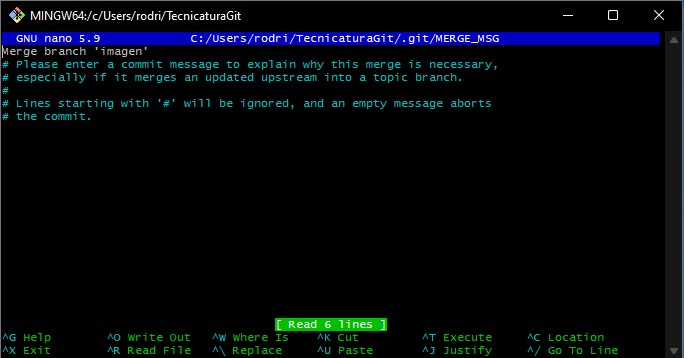 MINGW64:/c/Users/rodri/TecnicaturaGit
GNU nano 5.9 C:/Users/rodri/TecnicaturaGit/.git/MERGE_MSG
Merge branch 'imagen'
# Please enter a commit message to explain why this merge is necessary,
# especially if it merges an updated upstream into a topic branch.
#
# Lines starting with '#' will be ignored, and an empty message aborts
# the commit.
[ Read 6 lines ]
^G Help ^O Write Out ^W Where Is ^K Cut ^T Execute ^C Location
^X Exit ^R Read File ^\ Replace ^U Paste ^J Justify ^/ Go To Line